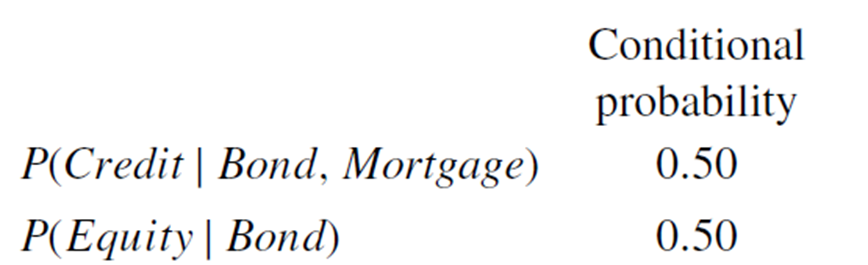 Conditional
probability
P(Credit | Bond, Mortgage) 0.50
P(Equity | Bond) 0.50